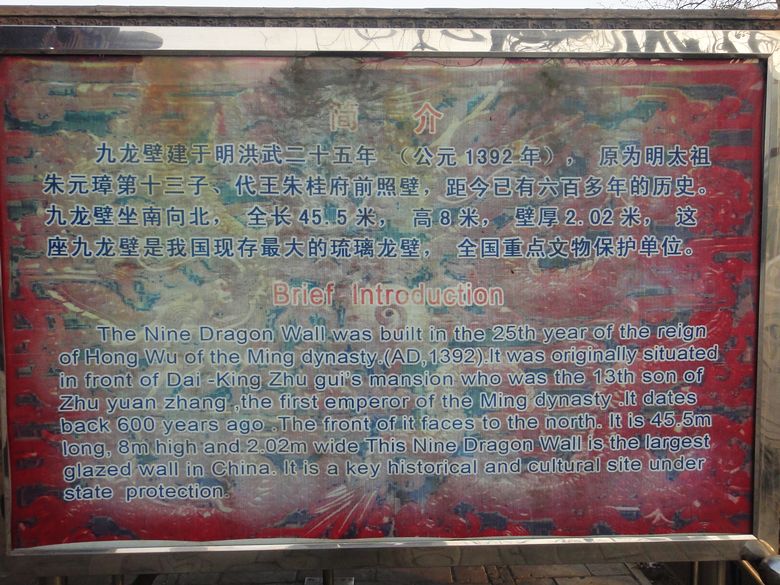 简 介
九龙壁建于明洪武二十五年 （公元1392年）， 原为明太祖
朱元璋第十三子、代王朱桂府前照壁，距今已有六百多年的历史。
九龙壁坐南向北， 全长45.5米， 高8米， 壁厚2.02米， 这
座九龙壁是我国现存最大的琉璃龙壁， 全国重点文物保护单位。
Brief Introduction
The Nine Dragon Wall was built in the 25th year of the reign
of Hong Wu of the Ming dynasty,(AD,1392).It was originally situated
in front of Dai -King Zhu gui's mansion who was the 13th son of
Zhu yuan zhang ,the first emperor of the Ming dynasty .It dates
back 600 years ago .The front of it faces to the north. It is 45.5m
long, 8m high and 2.02m wide This Nine Dragon Wall is the largest
glazed wall in China. It is a key historical and cultural site under
state protection.